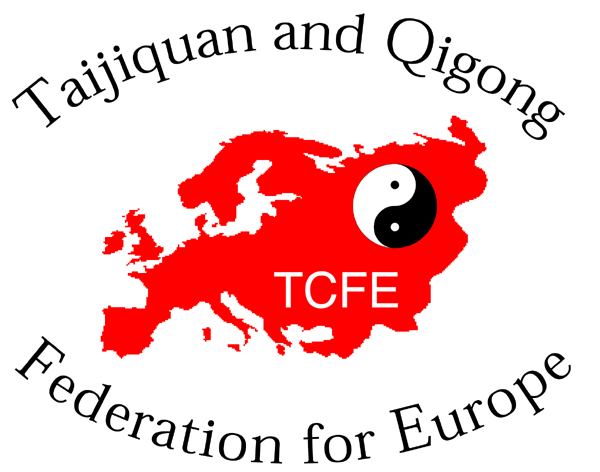 Taijiquan and Qigong
TCFE
Federation for Europe